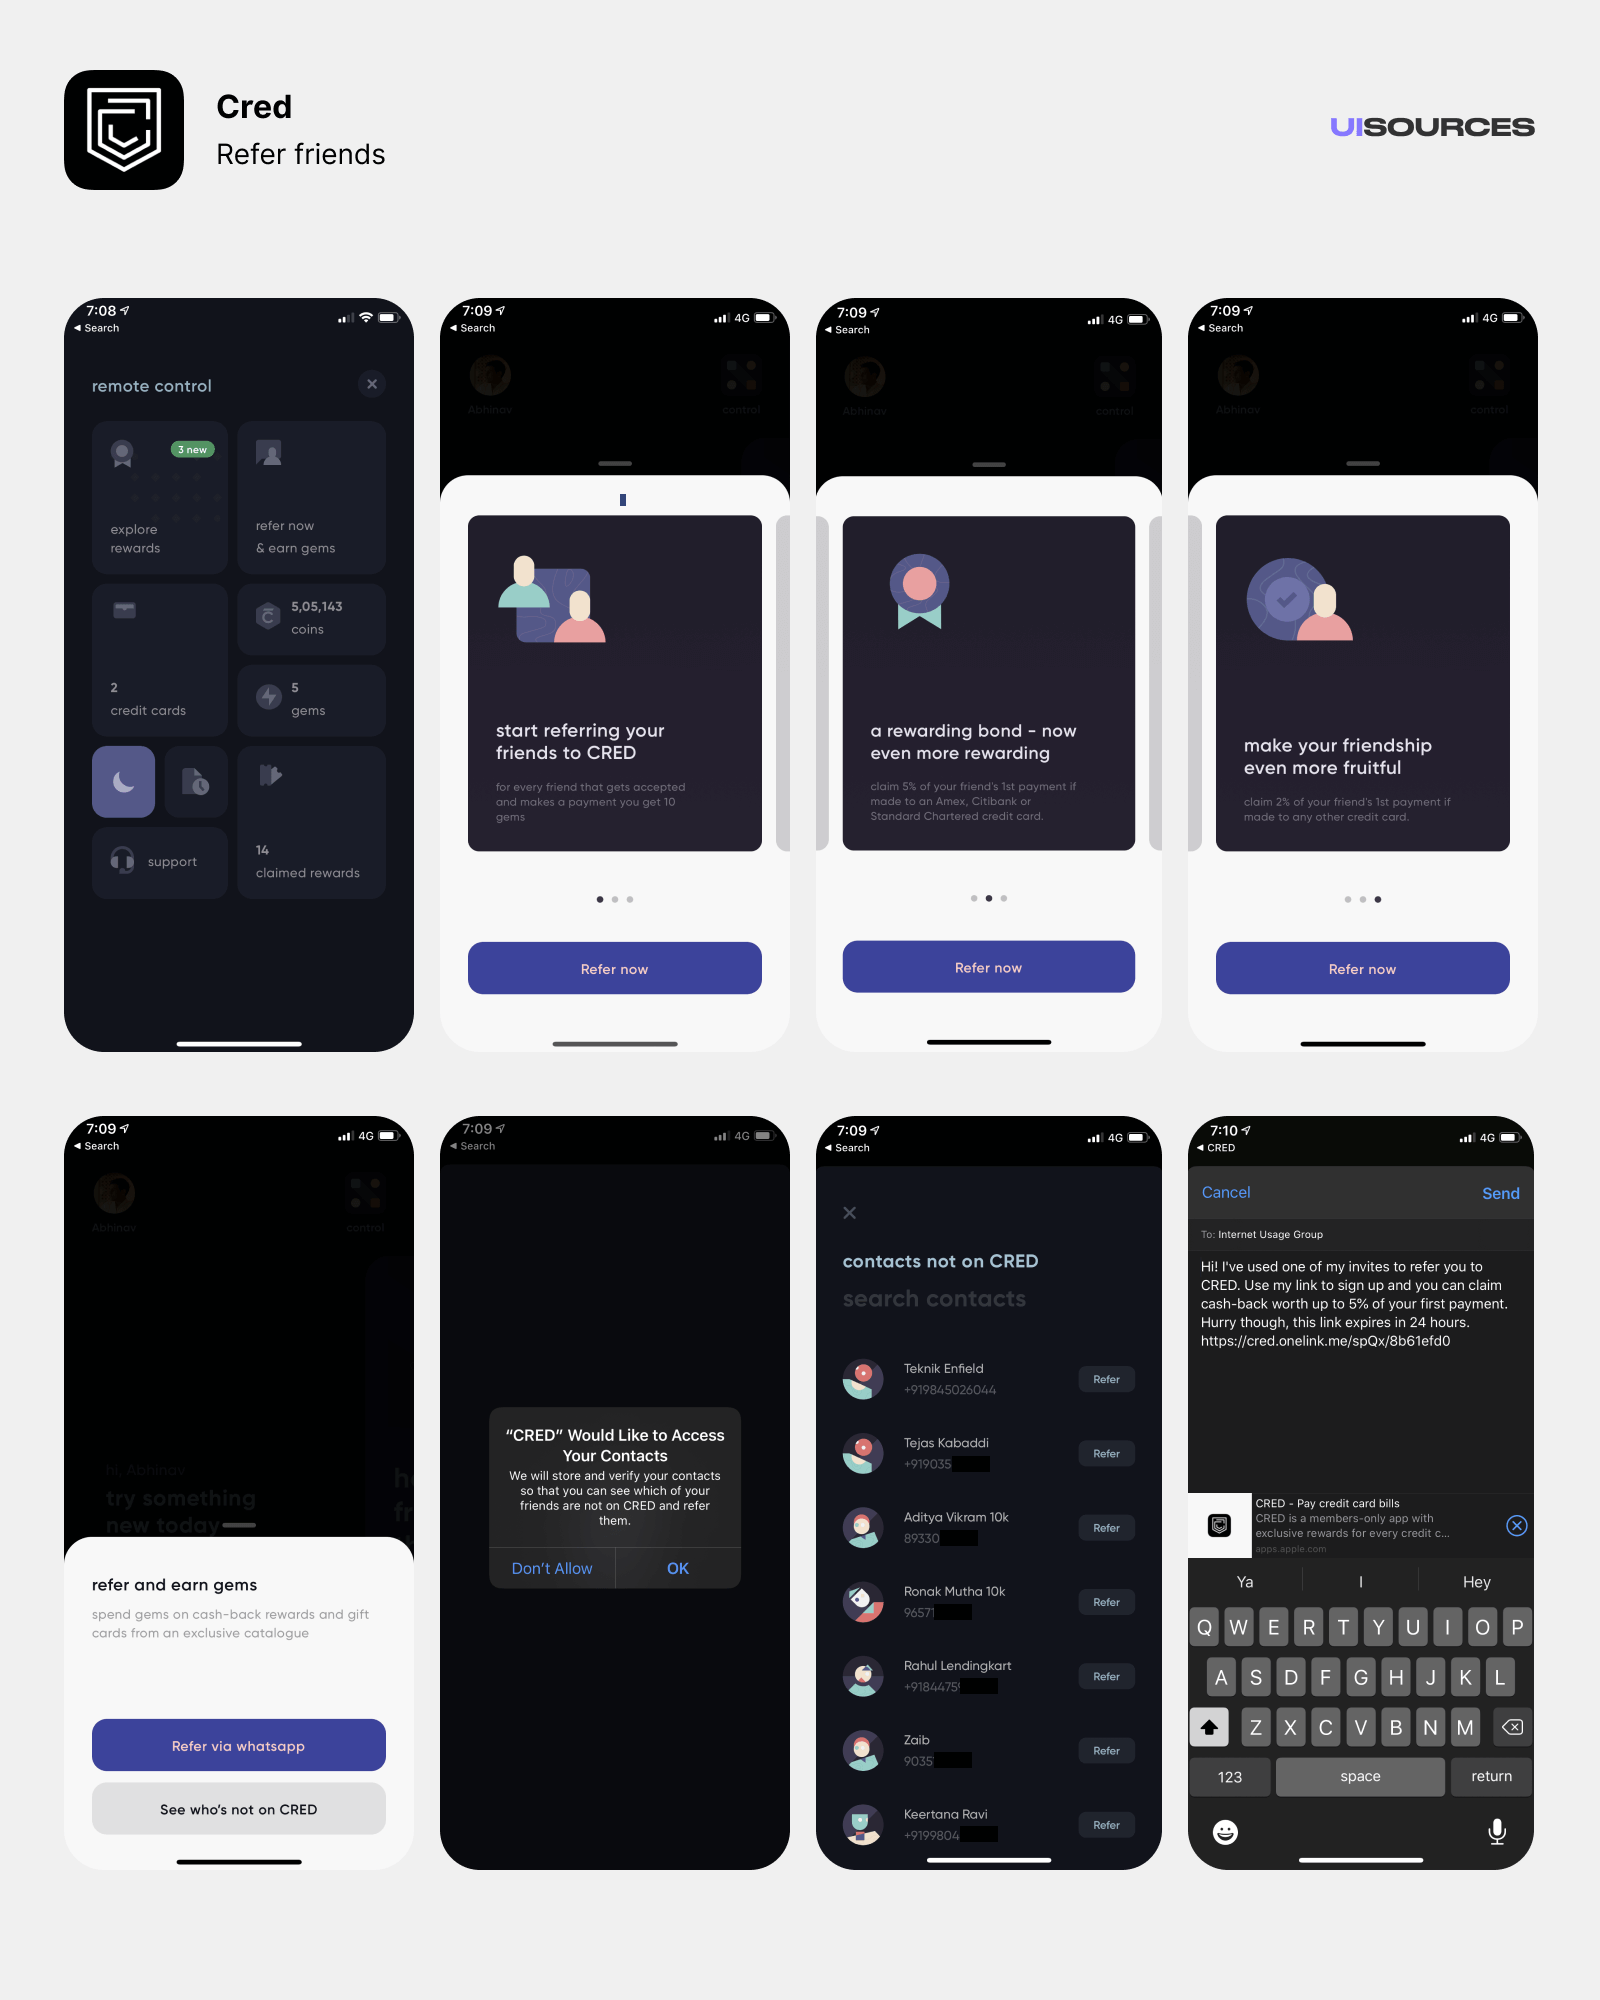 Cred
Refer friends
UISOURCES
7:08
Search
remote control
3 new
explore
rewards
refer now
& earn gems
2
credit cards
5,05,143
coins
5
gems
support
14
claimed rewards
7:09
4G
Search
Abhinav
control
start referring your
friends to CRED
for every friend that gets accepted
and makes a payment you get 10
gems
Refer now
7:09
4G
Search
Abhinav
control
a rewarding bond - now
even more rewarding
claim 5% of your friend's 1st payment if
made to an Amex, Citibank or
Standard Chartered credit card.
Refer now
7:09
4G
Search
Abhinav
control
make your friendship
even more fruitful
claim 2% of your friend's 1st payment if
made to any other credit card.
Refer now
7:09
4G
Search
Abhinav
control
hi, Abhinav
try something
new today
refer and earn gems
spend gems on cash-back rewards and gift
cards from an exclusive catalogue
Refer via whatsapp
See who's not on CRED
7:09
4G
Search
“CRED” Would Like to Access
Your Contacts
We will store and verify your contacts
so that you can see which of your
friends are not on CRED and refer
them.
Don’t Allow
OK
7:09
4G
Search
contacts not on CRED
search contacts
Teknik Enfield
+919845026044
Refer
Tejas Kabaddi
+919035
Refer
Aditya Vikram 10k
89330
Refer
Ronak Mutha 10k
96571
Refer
Rahul Lendingkart
+91844759
Refer
Zaib
9035
Refer
Keertana Ravi
+9199804
Refer
7:10
4G
CRED
Cancel
Send
To: Internet Usage Group
Hi! I've used one of my invites to refer you to
CRED. Use my link to sign up and you can claim
cash-back worth up to 5% of your first payment.
Hurry though, this link expires in 24 hours.
https://cred.onelink.me/spQx/8b61efd0
CRED - Pay credit card bills
CRED is a members-only app with
exclusive rewards for every credit c...
apps.apple.com
Ya
I
Hey
Q W E R T Y U I O P
A S D F G H J K L
Z X C V B N M
123
space
return